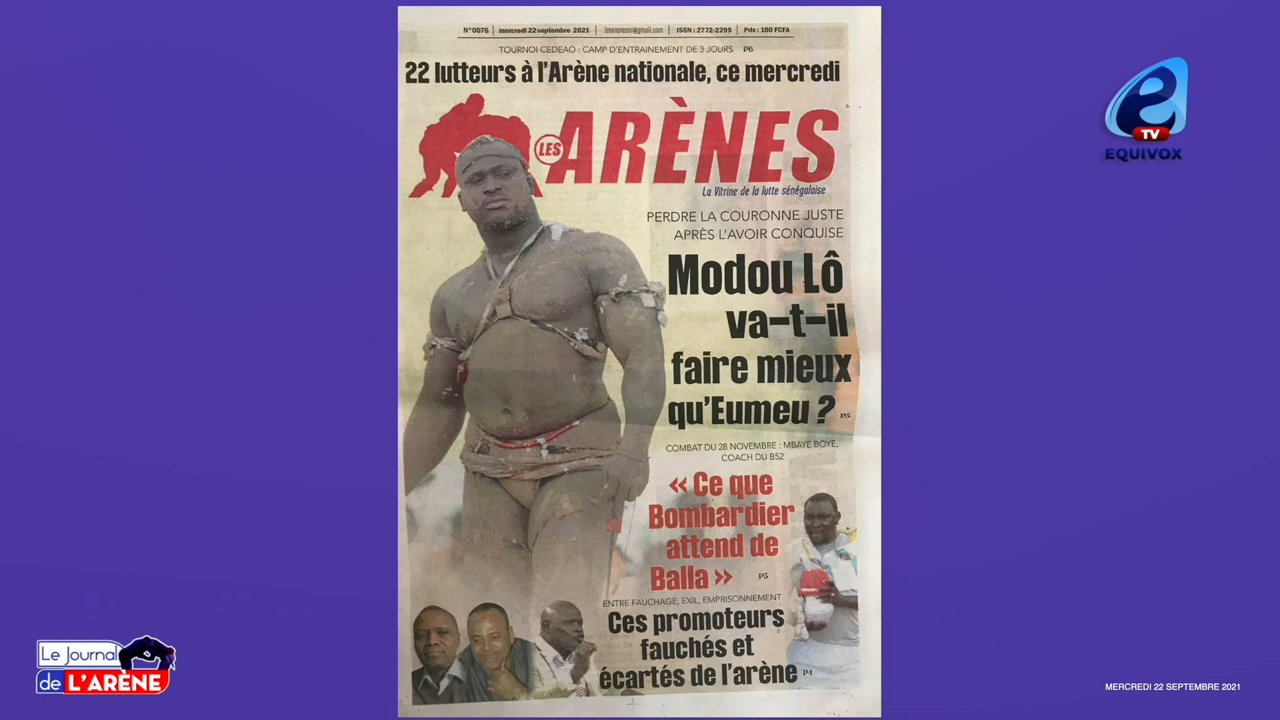 N°0076 | mercredi 22 septembre 2021 | lesarenessn@gmail.com | ISSN : 2772-2295 | Prix : 100 FCFA
TOURNOI CEDEAO : CAMP D'ENTRAINEMENT DE 3 JOURS P6
22 lutteurs à l'Arène nationale, ce mercredi
LES ARÈNES
La Vitrine de la lutte sénégalaise
PERDRE LA COURONNE JUSTE
APRÈS L'AVOIR CONQUISE
Modou Lô
va-t-il
faire mieux
qu'Eumeu ? P5
COMBAT DU 28 NOVEMBRE : MBAYE BOYE,
COACH DU B52
« Ce que
Bombardier
attend de
Balla » P5
ENTRE FAUCHAGE, EXIL, EMPRISONNEMENT
Ces promoteurs
fauchés et
écartés de l'arène P4
e
TV
EQUIVOX
Le Journal
de L'ARÈNE
MERCREDI 22 SEPTEMBRE 2021